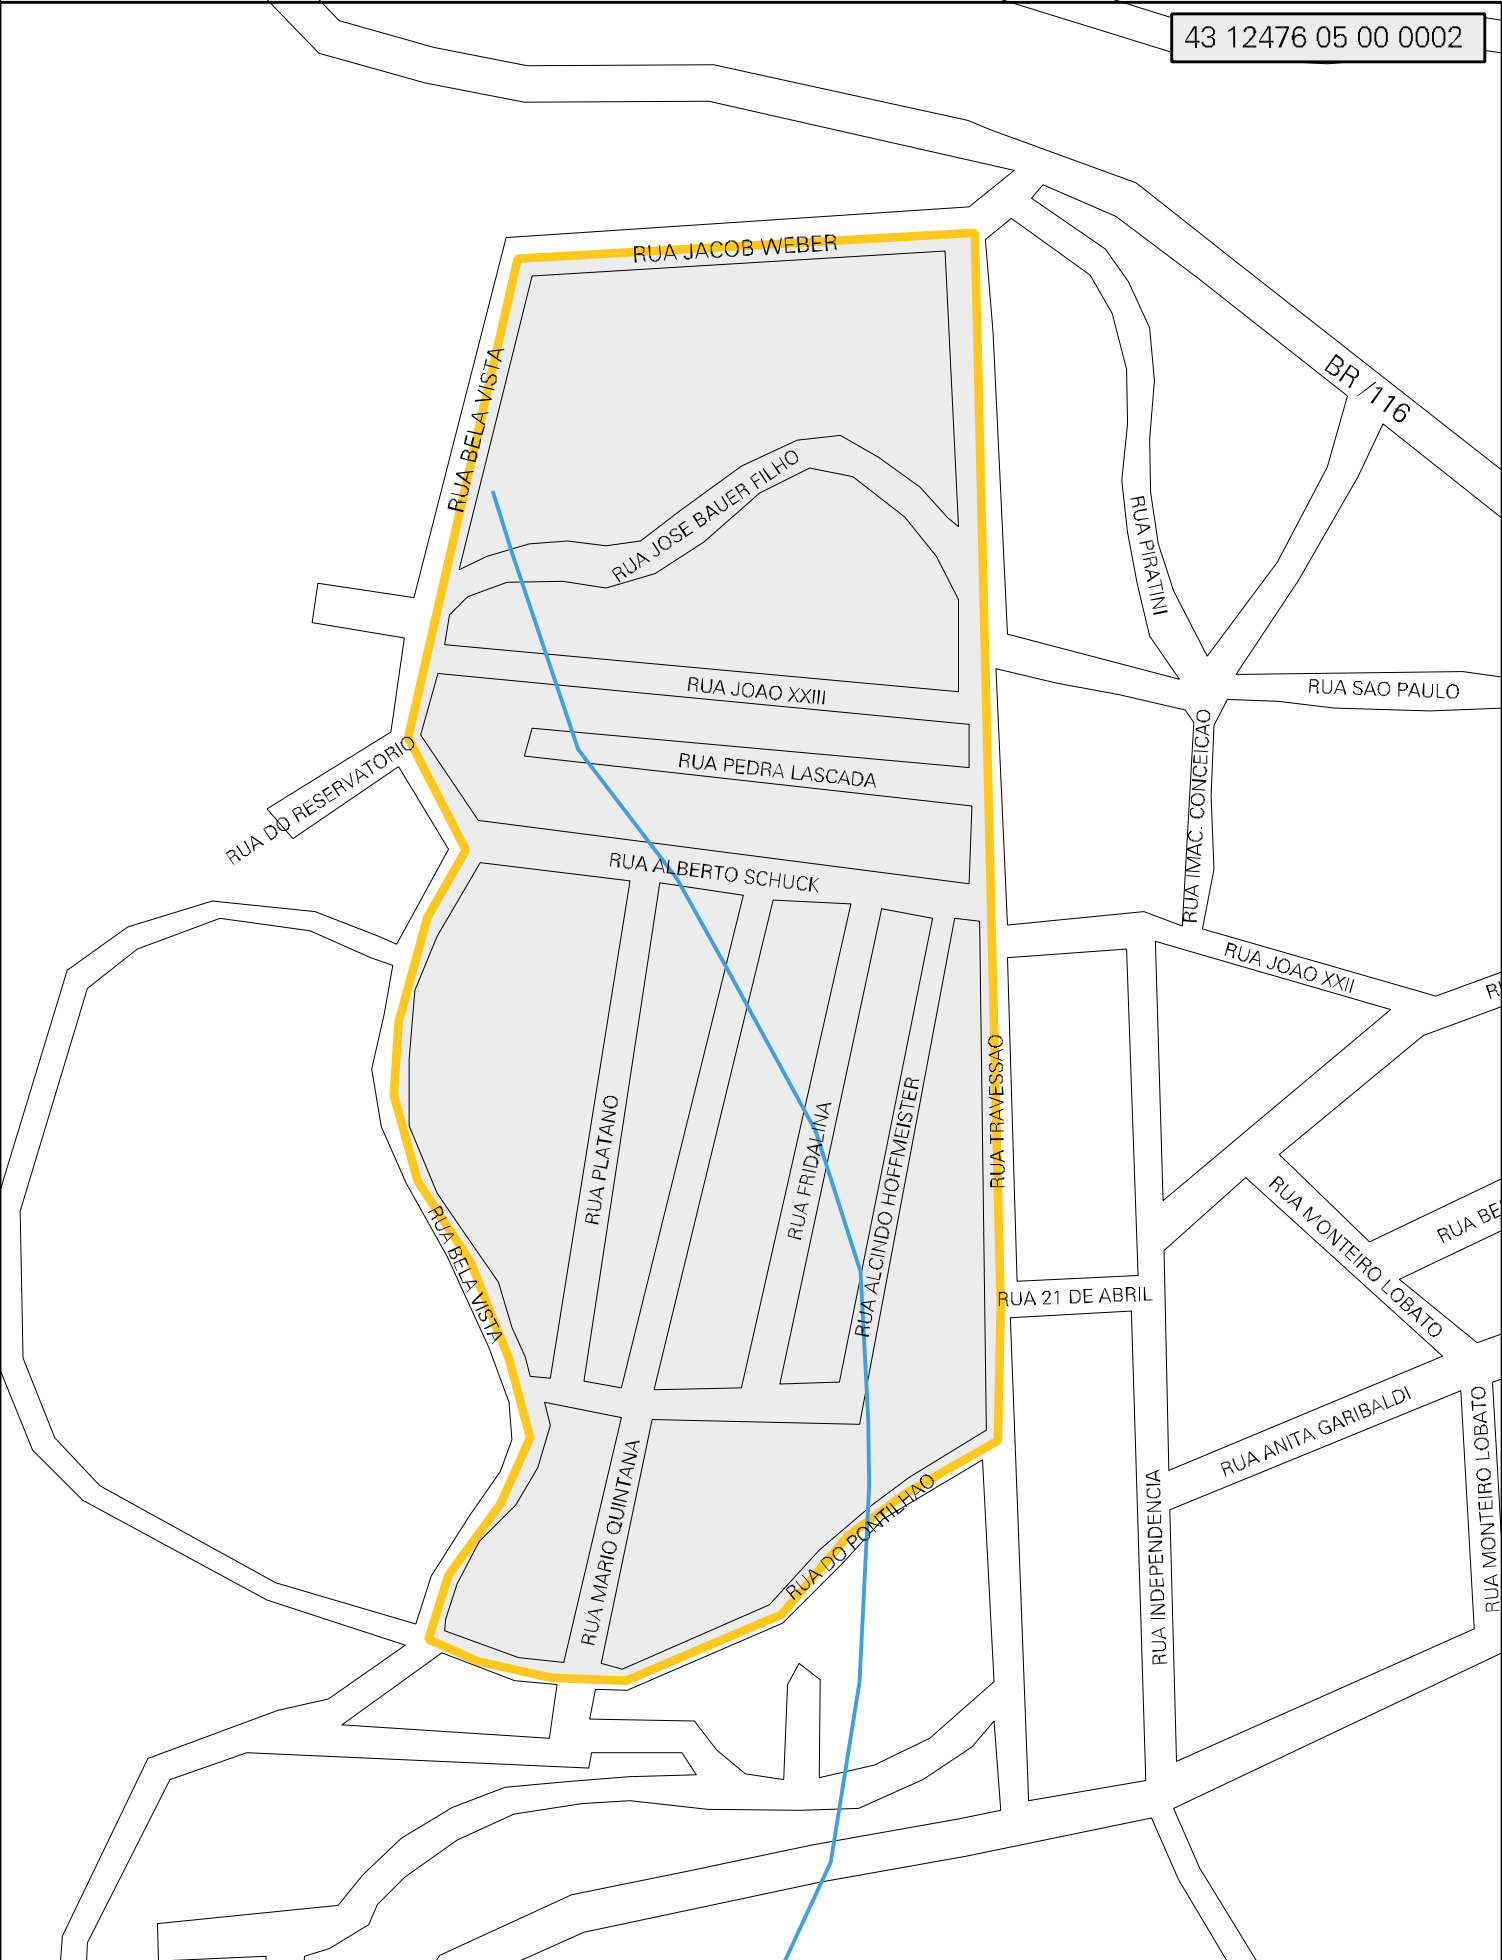 43 12476 05 00 0002
RUA JACOB WEBER
RUA BELA VISTA
BR /116
RUA JOSE BAUER FILHO
RUA PIRATINI
RUA JOAO XXIII
RUA SAO PAULO
RUA PEDRA LASCADA
RUA DO RESERVATORIO
RUA IMAC. CONCEICAO
RUA ALBERTO SCHUCK
RUA JOAO XXII
RUA PLATANO
RUA FRIDALINA
RUA ALCINDO HOFFMEISTER
RUA TRAVESSAO
RUA BELA VISTA
RUA MONTEIRO LOBATO
RUA BE
RUA 21 DE ABRIL
RUA ANITA GARIBALDI
RUA MARIO QUINTANA
RUA DO PONTILHAO
RUA INDEPENDENCIA
RUA MONTEIRO LOBATO